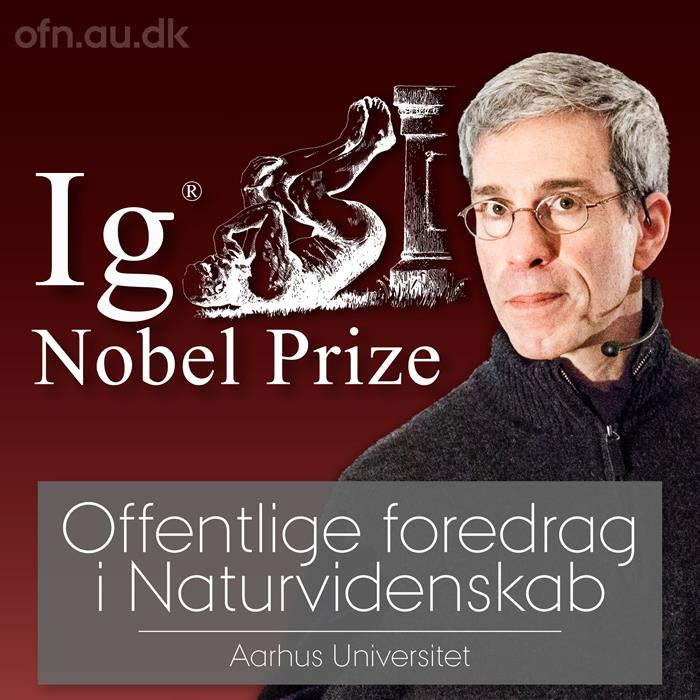 ofn.au.dk
Ig®
Nobel Prize
Offentlige foredrag
i Naturvidenskab
Aarhus Universitet